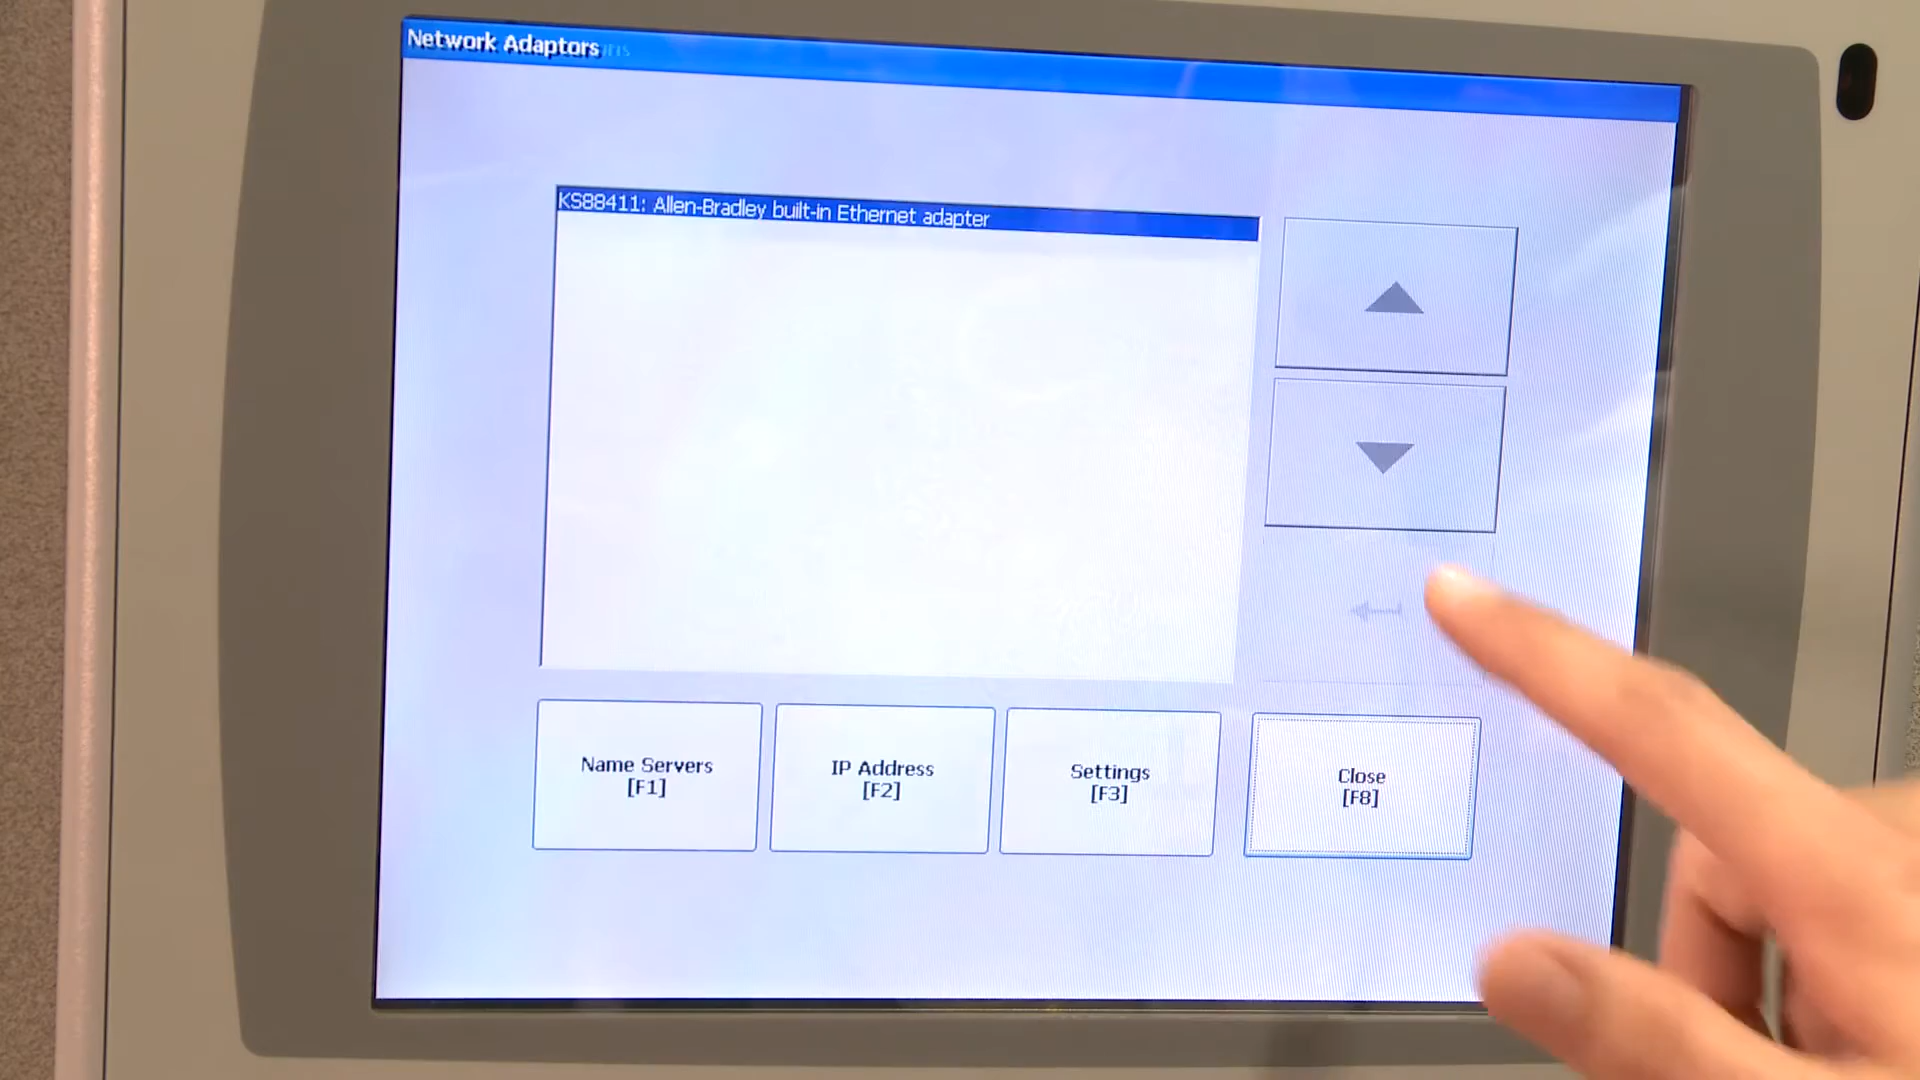 Network Adaptors
KS88411: Allen-Bradley built-in Ethernet adapter
Name Servers
[F1]
IP Address
[F2]
Settings
[F3]
Close
[F8]